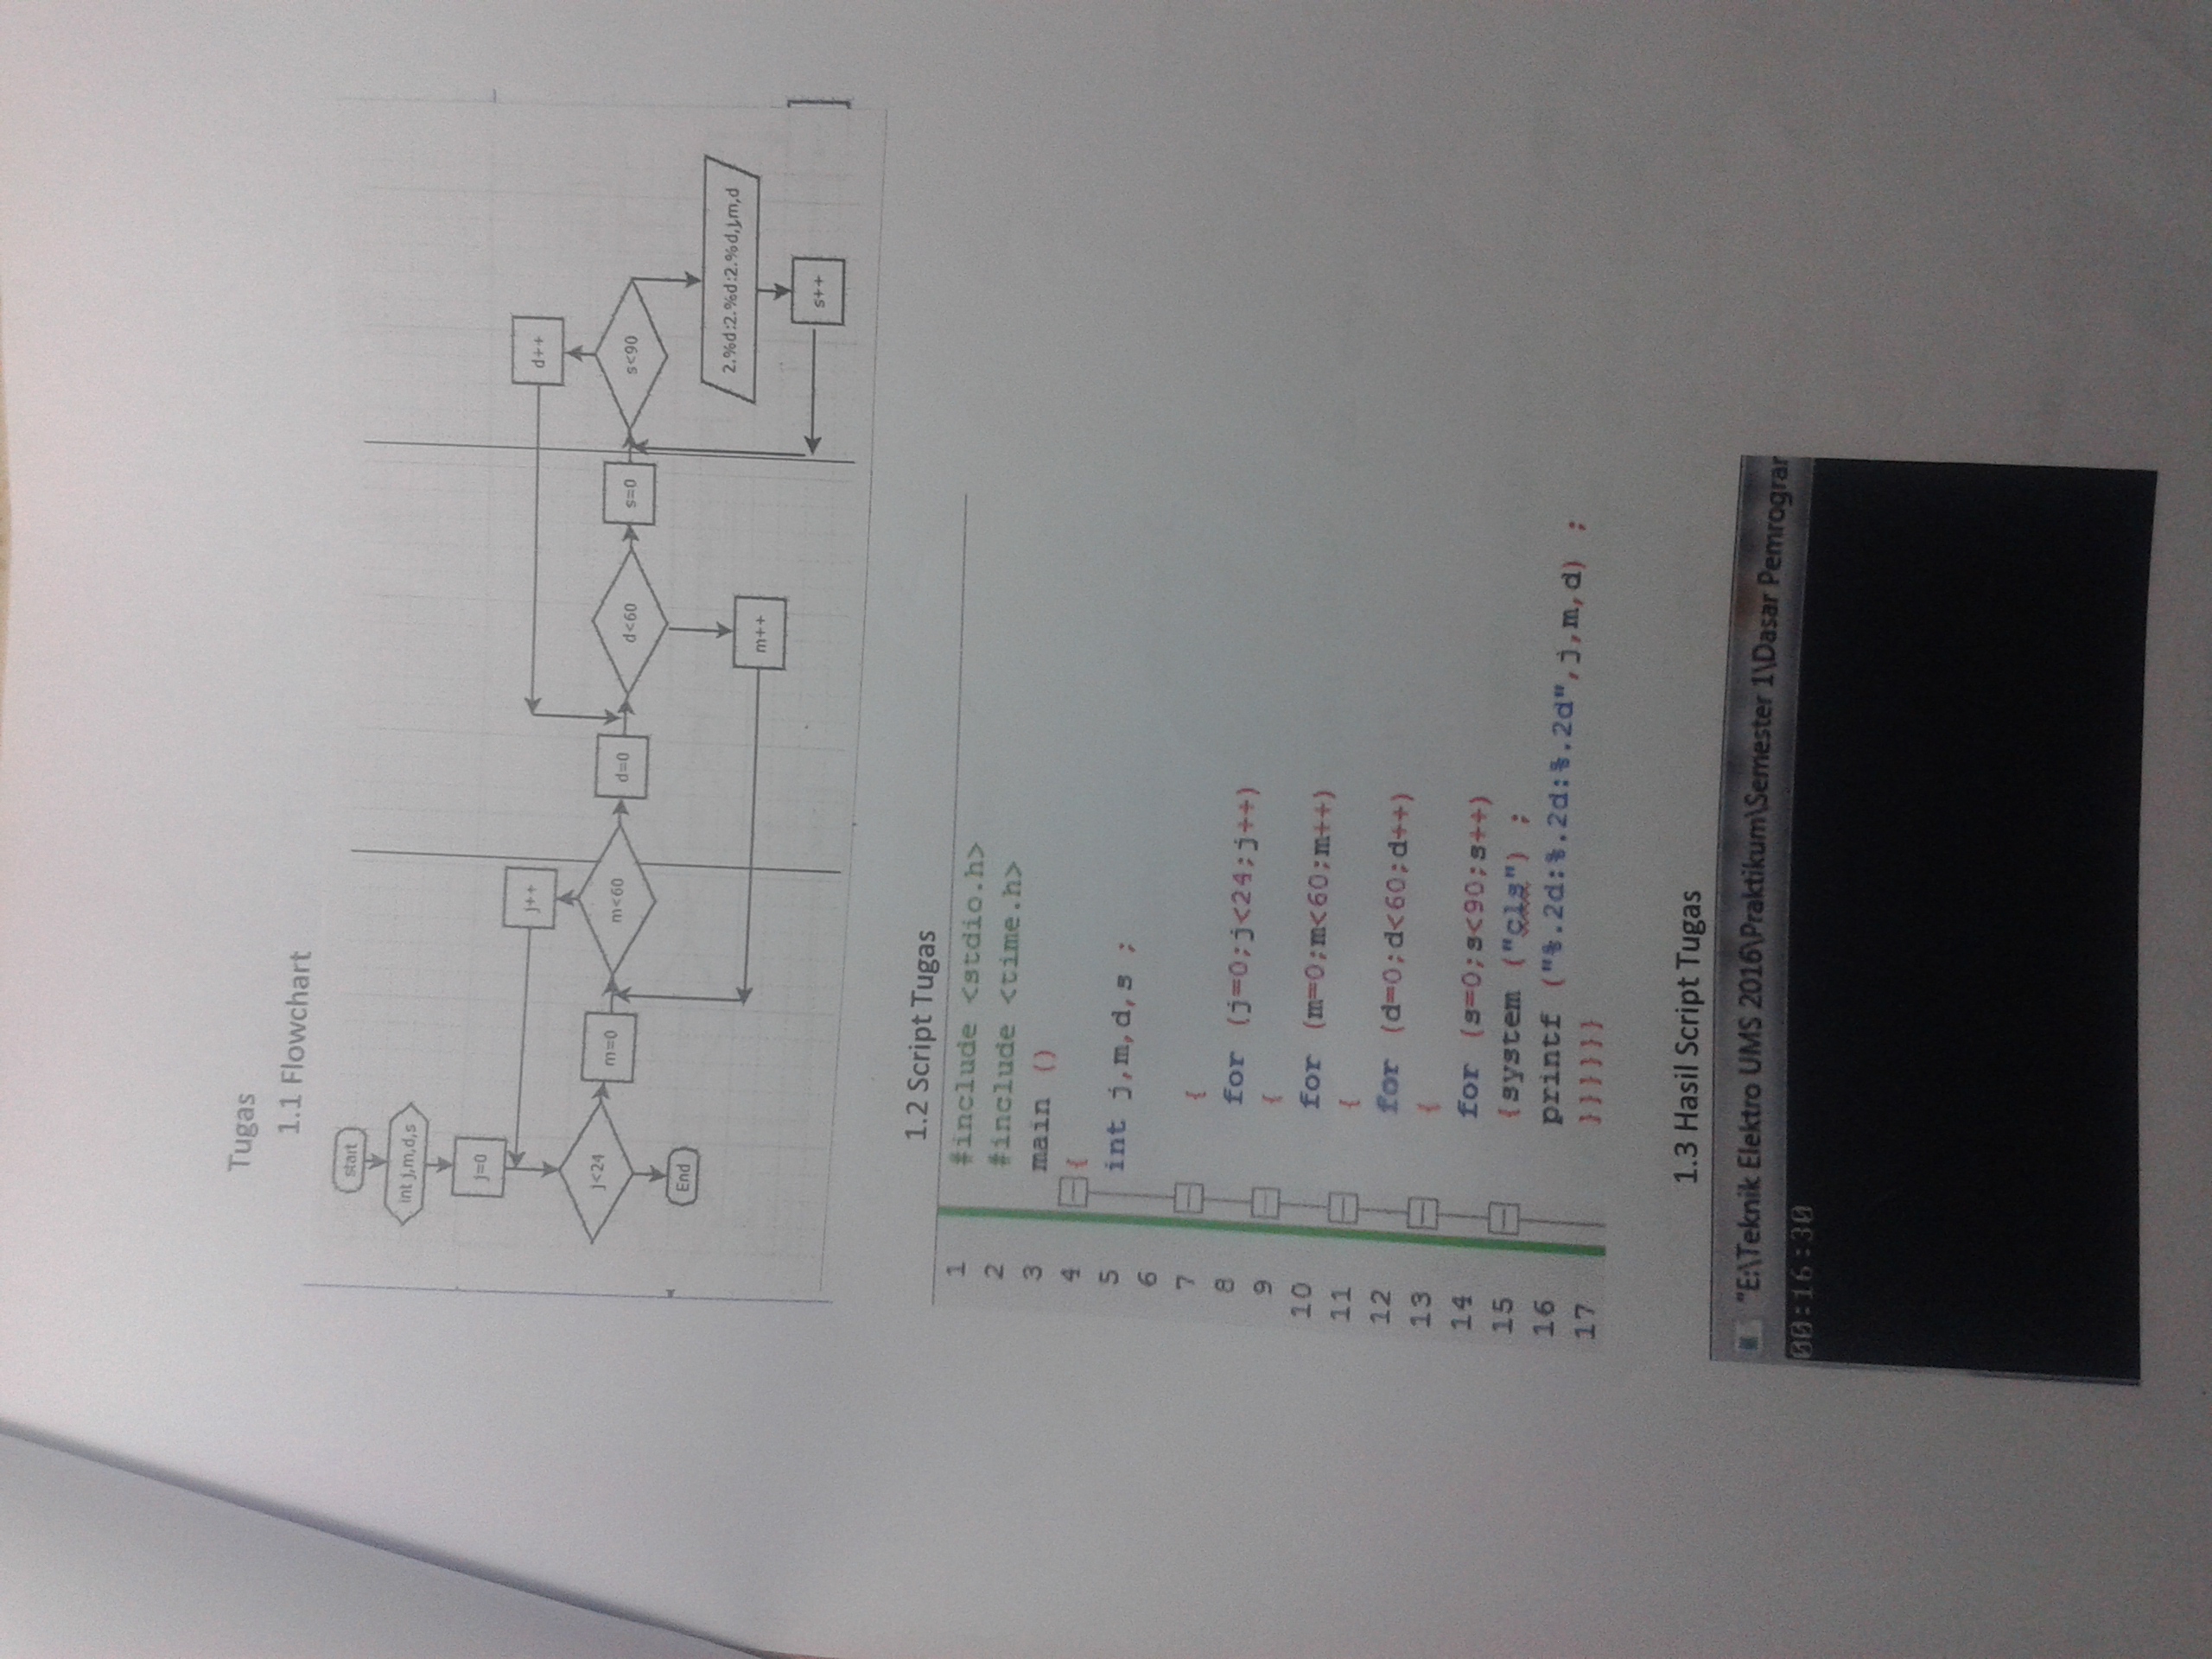 Tugas
1.1 Flowchart
start
int j,m,d,s
j=0
j++
d++
j<24
m=0
m<60
d=0
d<60
s=0
s<90
End
2.%d:2.%d:2.%d,j,m,d
m++
s++
1.2 Script Tugas
1 #include <stdio.h>
2 #include <time.h>
3 main ()
4 {
5 int j,m,d,s ;
6
7 {
8 for (j=0;j<24;j++)
9 {
10 for (m=0;m<60;m++)
11 {
12 for (d=0;d<60;d++)
13 {
14 for (s=0;s<90;s++)
15 {system ("cls") ;
16 printf ("%.2d:%.2d:%.2d",j,m,d) ;
17 }}}}}}
1.3 Hasil Script Tugas
"E:\Teknik Elektro UMS 2016\Praktikum\Semester 1\Dasar Pemrogram
00:16:30